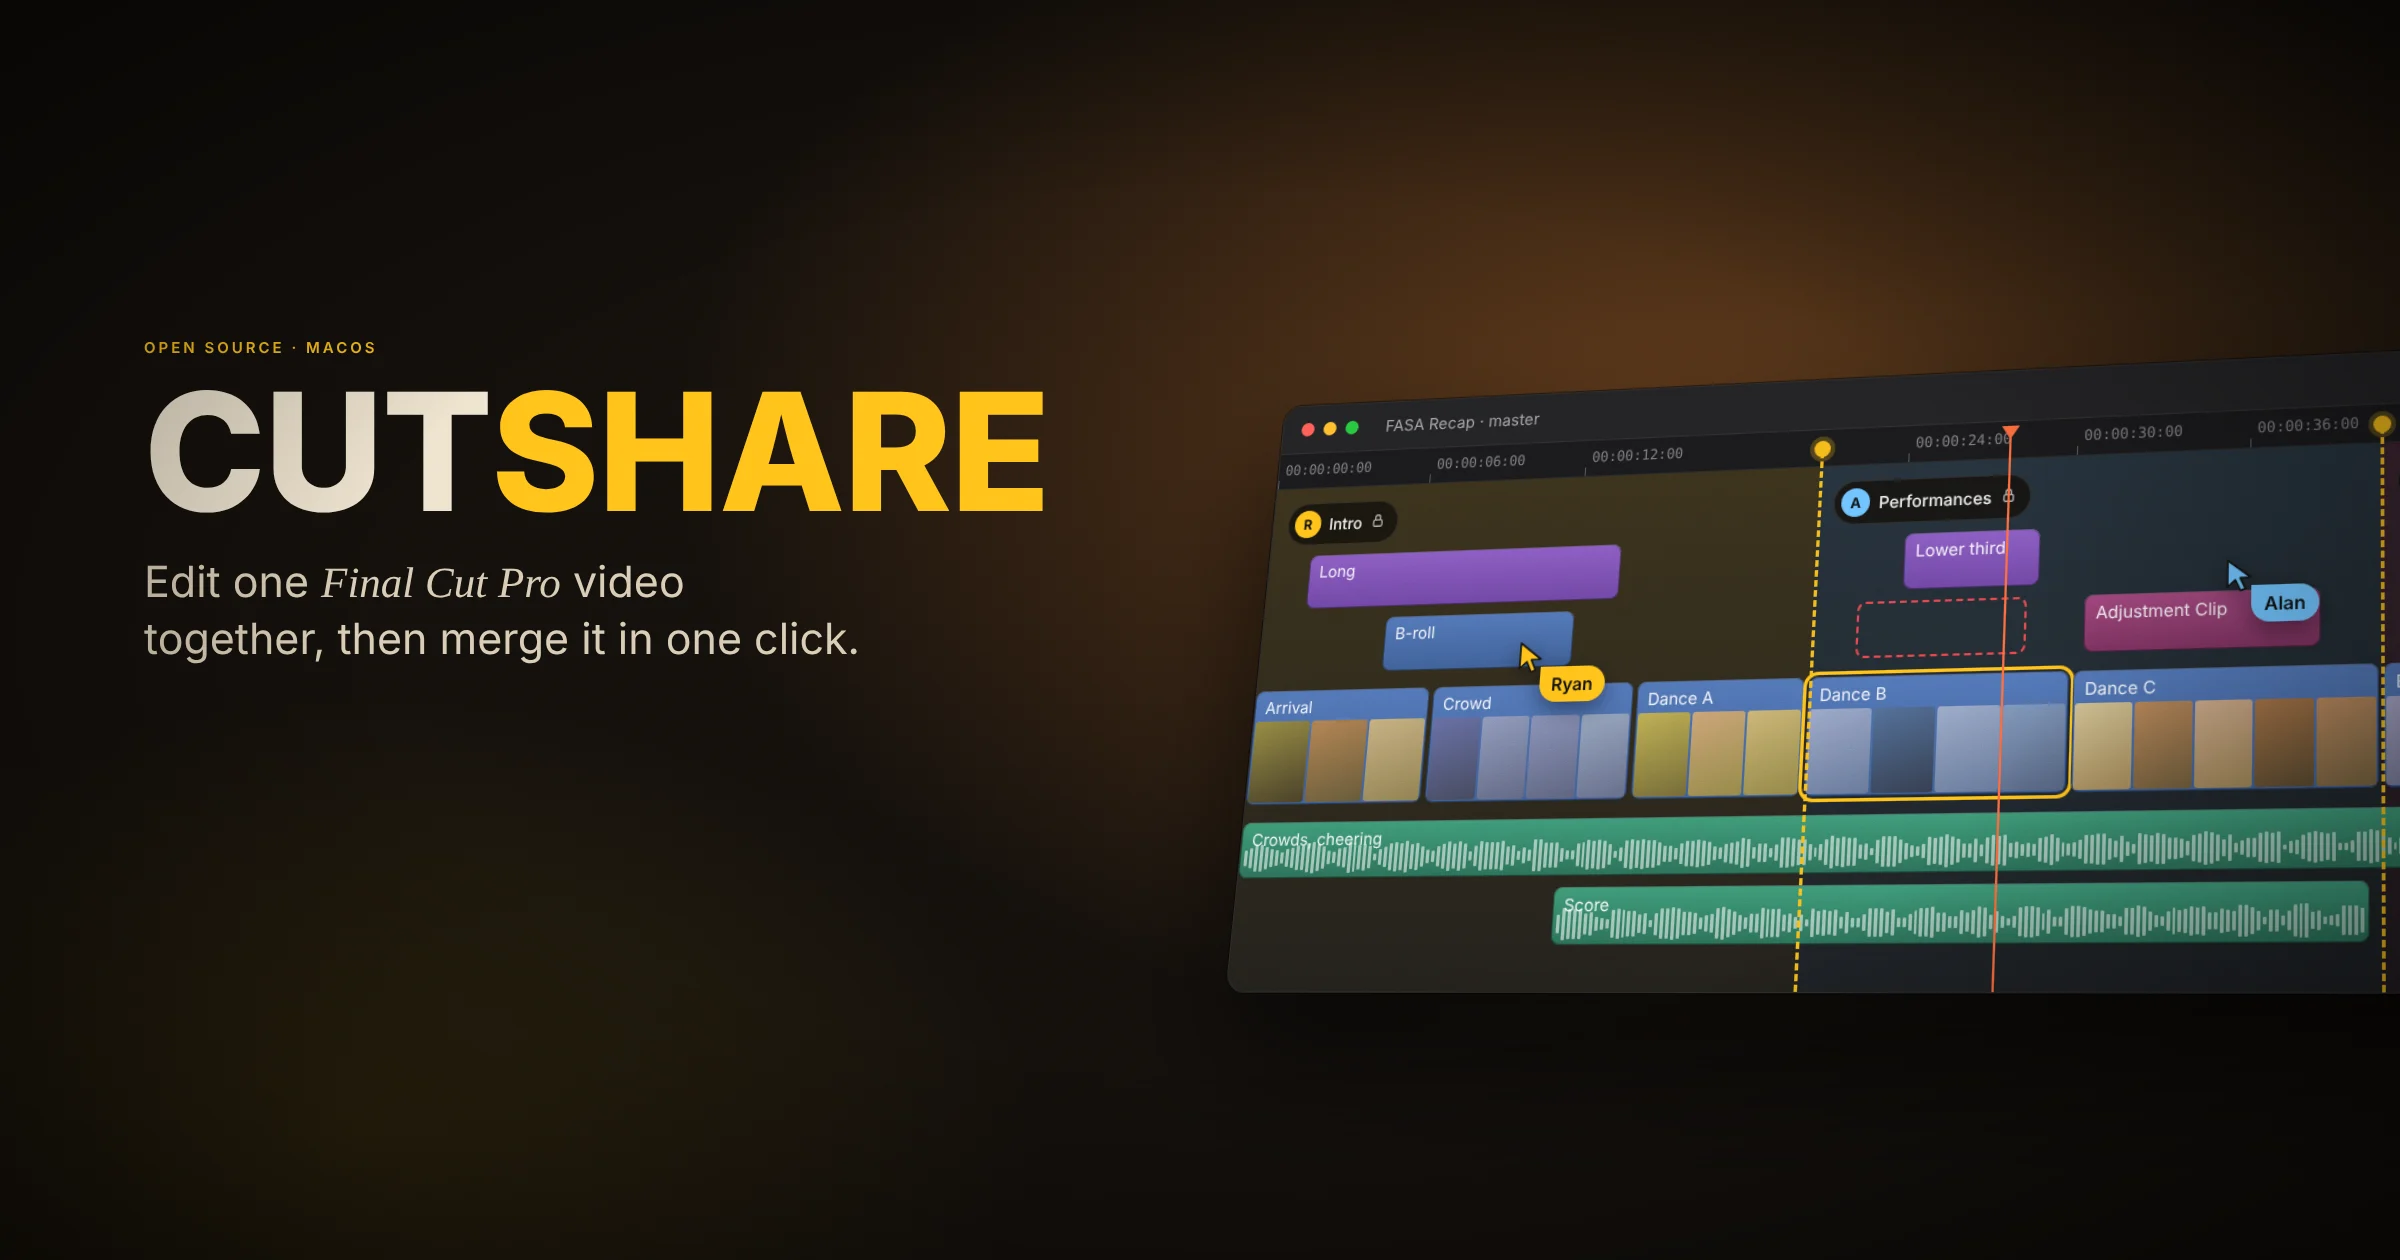 OPEN SOURCE · MACOS
CUTSHARE
Edit one Final Cut Pro video
together, then merge it in one click.
FASA Recap · master
00:00:00:00
00:00:06:00
00:00:12:00
00:00:24:00
00:00:30:00
00:00:36:00
R Intro
A Performances
Long
Lower third
B-roll
Adjustment Clip
Alan
Ryan
Arrival
Crowd
Dance A
Dance B
Dance C
Crowds, cheering
Score